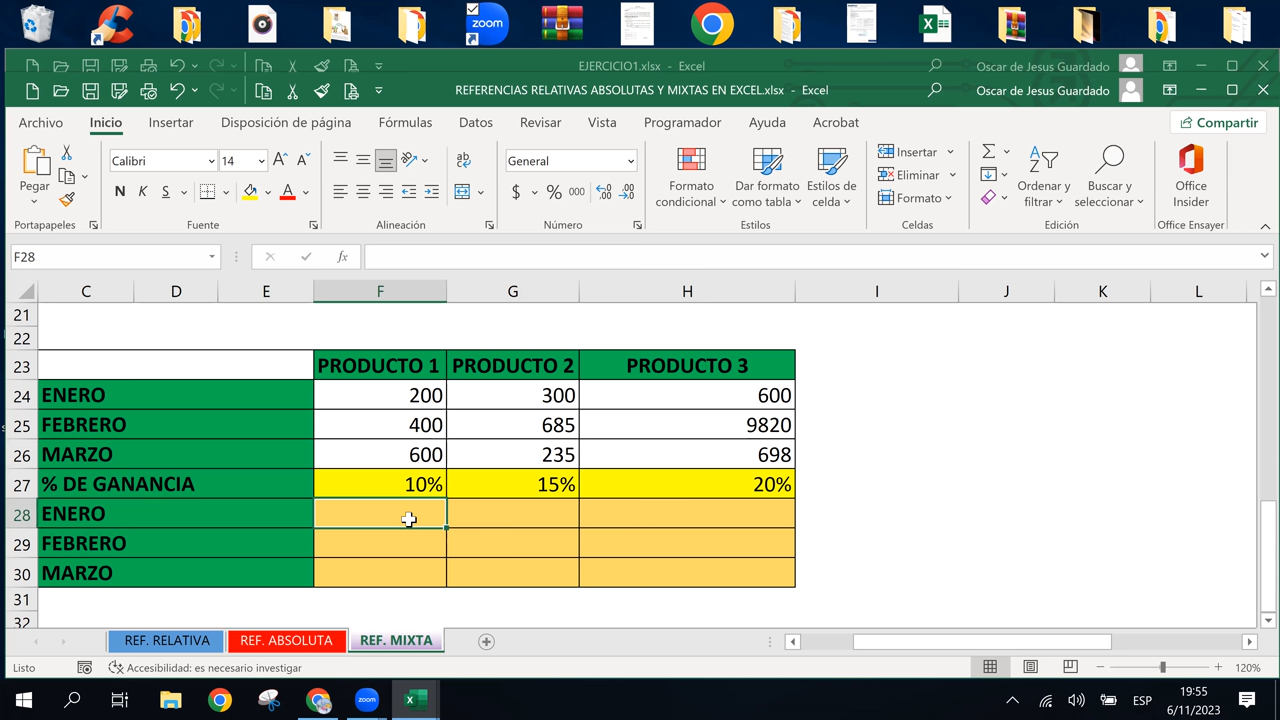 zoom
EJERCICIO1.xlsx - Excel
Oscar de Jesus Guardado
REFERENCIAS RELATIVAS ABSOLUTAS Y MIXTAS EN EXCEL.xlsx - Excel
Oscar de Jesus Guardado
Archivo Inicio Insertar Disposición de página Fórmulas Datos Revisar Vista Programador Ayuda Acrobat Compartir
Pegar
Calibri 14
N K S
ab
General
$ % 000
Formato condicional
Dar formato como tabla
Estilos de celda
Insertar
Eliminar
Formato
Ordenar y filtrar
Buscar y seleccionar
Office Insider
Portapapeles Fuente Alineación Número Estilos Celdas Edición Office Ensayer
F28 fx
C D E F G H I J K L
21
22
23 PRODUCTO 1 PRODUCTO 2 PRODUCTO 3
24 ENERO 200 300 600
25 FEBRERO 400 685 9820
26 MARZO 600 235 698
27 % DE GANANCIA 10% 15% 20%
28 ENERO
29 FEBRERO
30 MARZO
31
32
REF. RELATIVA REF. ABSOLUTA REF. MIXTA
Listo Accesibilidad: es necesario investigar 120%
zoom ESP 19:55
6/11/2023